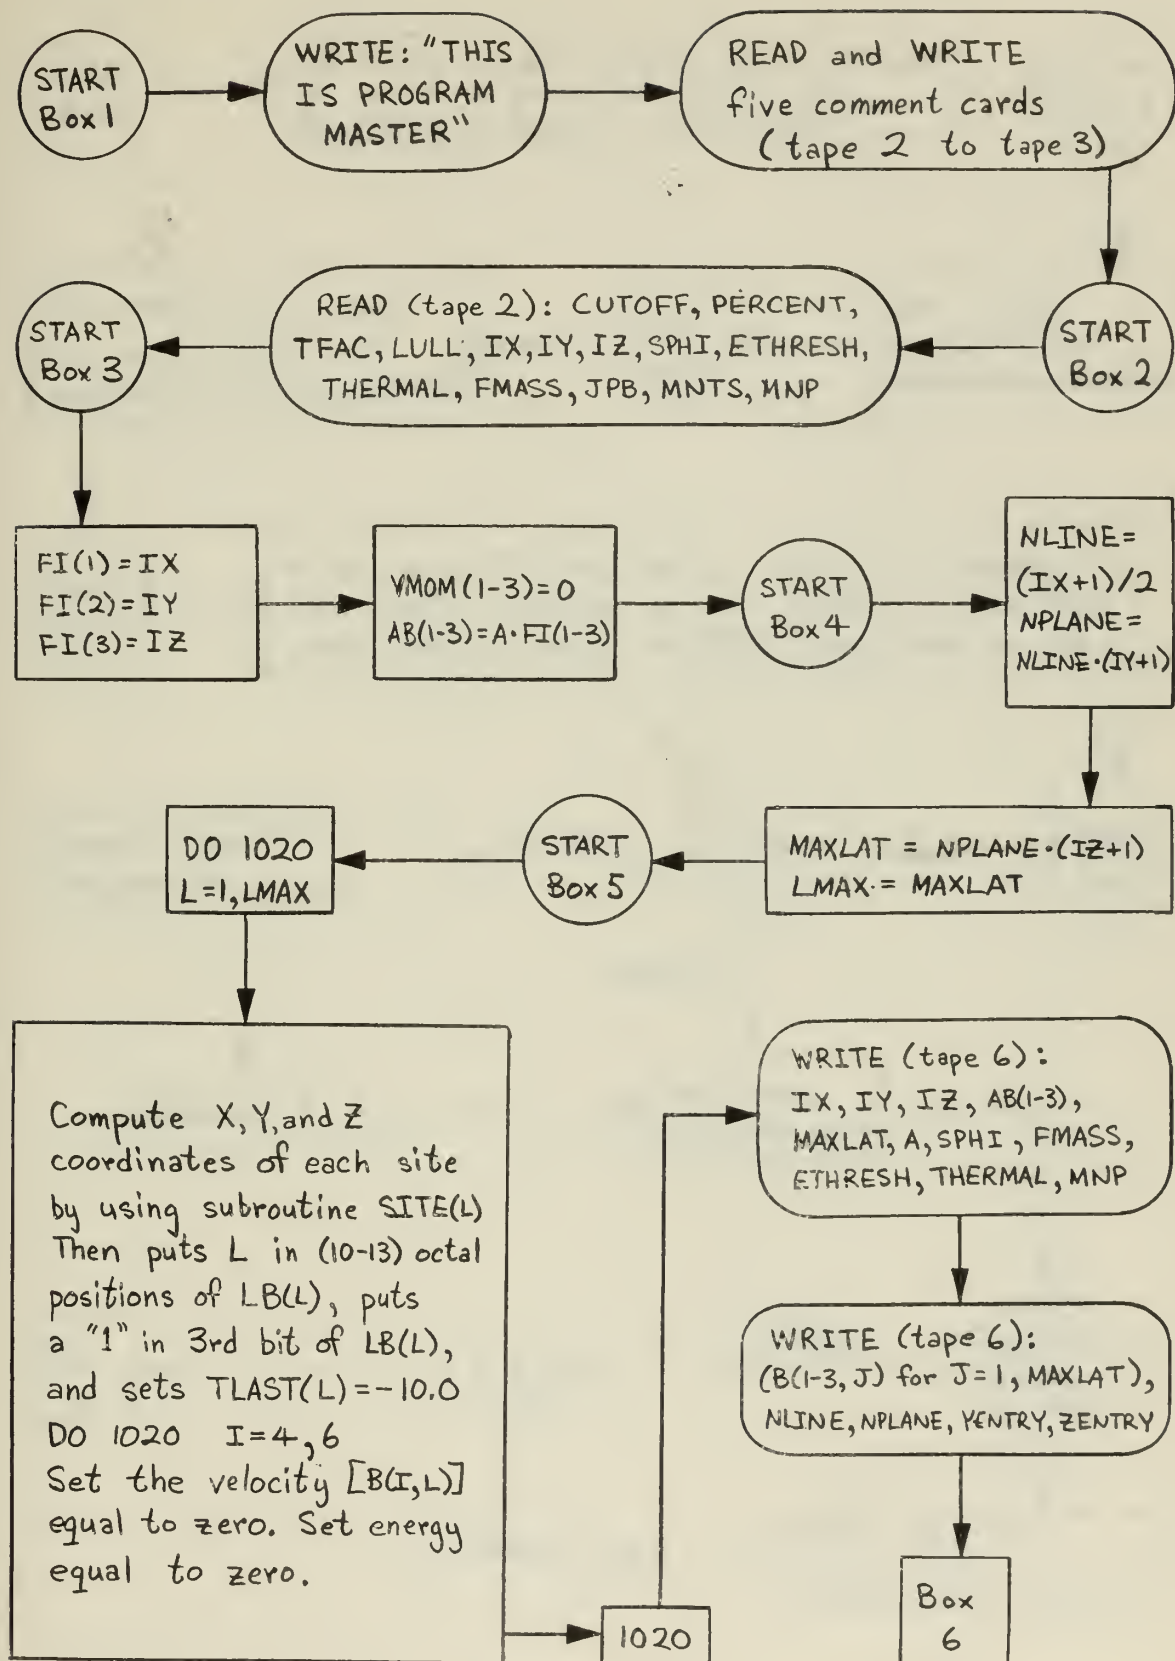 START
Box 1
WRITE: "THIS
IS PROGRAM
MASTER"
READ and WRITE
five comment cards
(tape 2 to tape 3)
START
Box 2
READ (tape 2): CUTOFF, PERCENT,
TFAC, LULL, IX, IY, IZ, SPHI, ETHRESH,
THERMAL, FMASS, JPB, MNTS, MNP
START
Box 3
FI(1) = IX
FI(2) = IY
FI(3) = IZ
VMOM(1-3)=0
AB(1-3)=A·FI(1-3)
START
Box 4
NLINE=
(IX+1)/2
NPLANE=
NLINE·(IY+1)
MAXLAT = NPLANE·(IZ+1)
LMAX = MAXLAT
START
Box 5
DO 1020
L=1, LMAX
Compute X, Y, and Z
coordinates of each site
by using subroutine SITE(L)
Then puts L in (10-13) octal
positions of LB(L), puts
a "1" in 3rd bit of LB(L),
and sets TLAST(L)=-10.0
DO 1020 I=4, 6
Set the velocity [B(I,L)]
equal to zero. Set energy
equal to zero.
1020
WRITE (tape 6):
IX, IY, IZ, AB(1-3),
MAXLAT, A, SPHI, FMASS,
ETHRESH, THERMAL, MNP
WRITE (tape 6):
(B(1-3, J) for J=1, MAXLAT),
NLINE, NPLANE, YENTRY, ZENTRY
Box
6